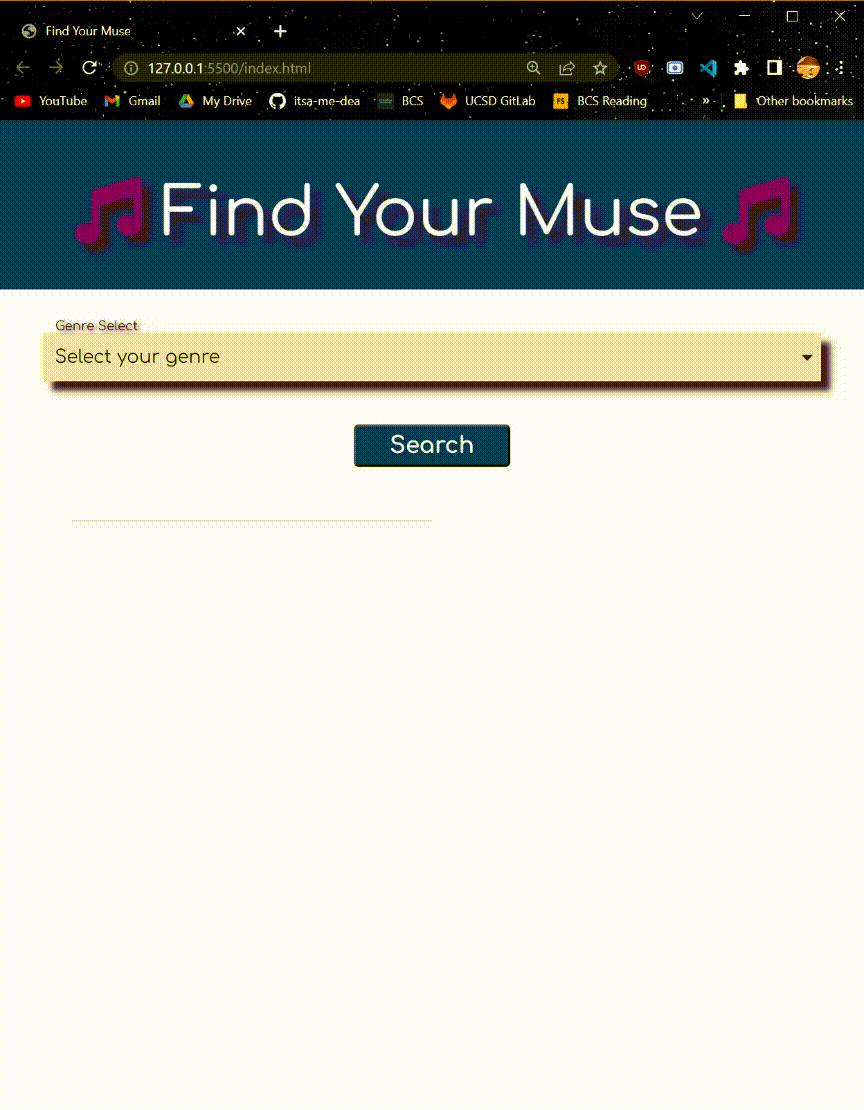 Find Your Muse
127.0.0.1:5500/index.html
YouTube Gmail My Drive itsa-me-dea BCS UCSD GitLab BCS Reading » Other bookmarks
Find Your Muse
Genre Select
Select your genre
Search